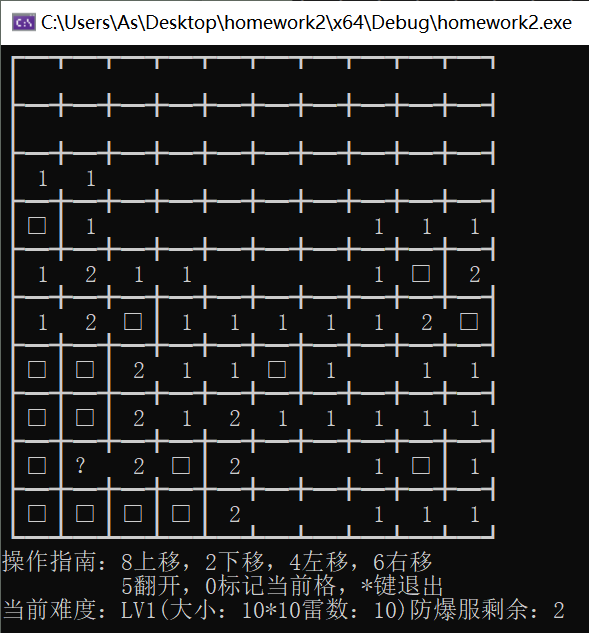 C:\Users\As\Desktop\homework2\x64\Debug\homework2.exe
1 1
□ 1 1 1 1
1 2 1 1 1 □ 2
1 2 □ 1 1 1 1 1 2 □
□ □ 2 1 1 □ 1 1 1
□ □ 2 1 2 1 1 1 1 1
□ ? 2 □ 2 1 □ 1
□ □ □ □ 2 1 1 1
操作指南：8上移，2下移，4左移，6右移
5翻开，0标记当前格，*键退出
当前难度：LV1(大小：10*10雷数：10)防爆服剩余：2